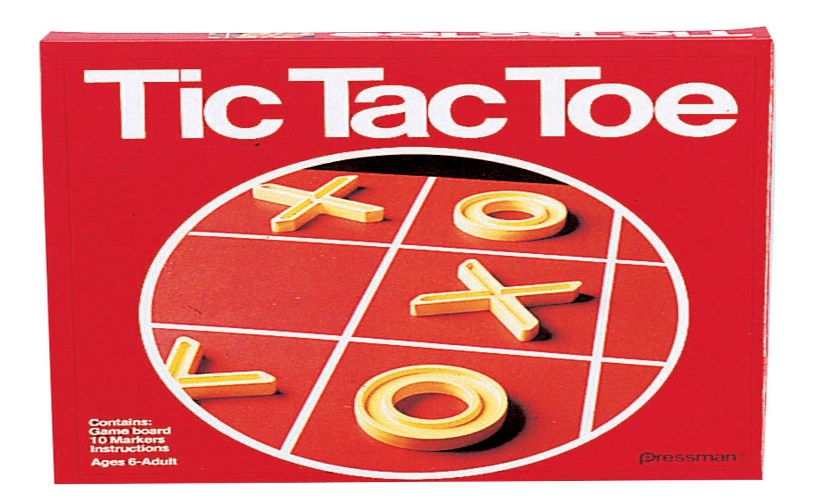 Tic Tac Toe
Contains:
Game board
10 Markers
Instructions
Ages 6-Adult
Pressman